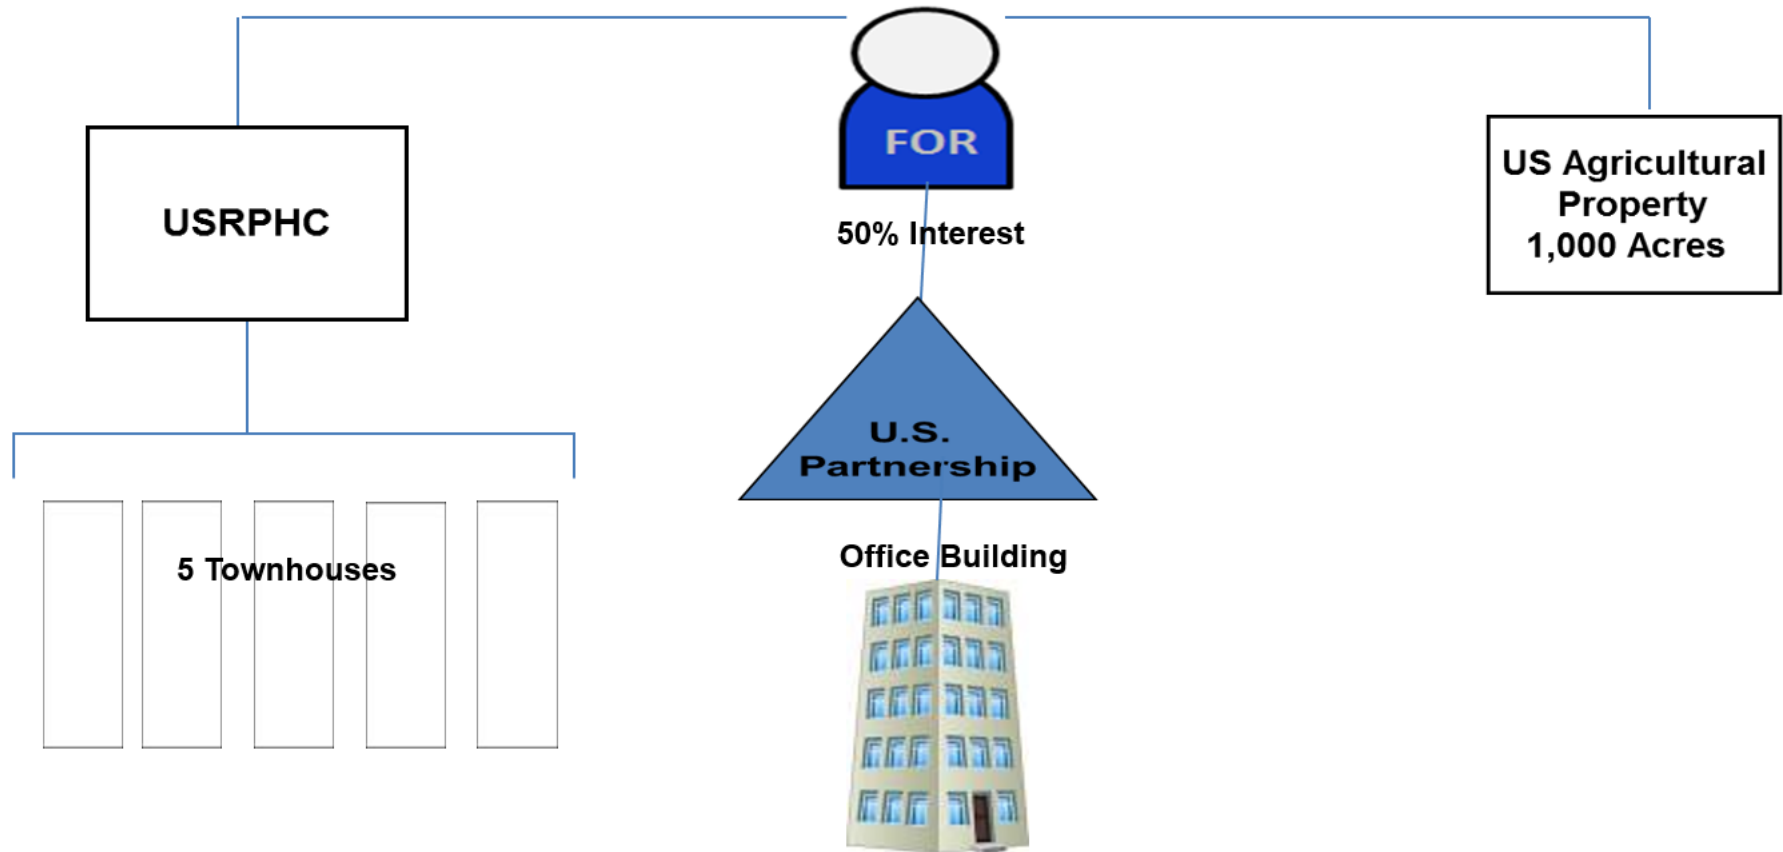 FOR
USRPHC
50% Interest
US Agricultural
Property
1,000 Acres
U.S.
Partnership
5 Townhouses
Office Building